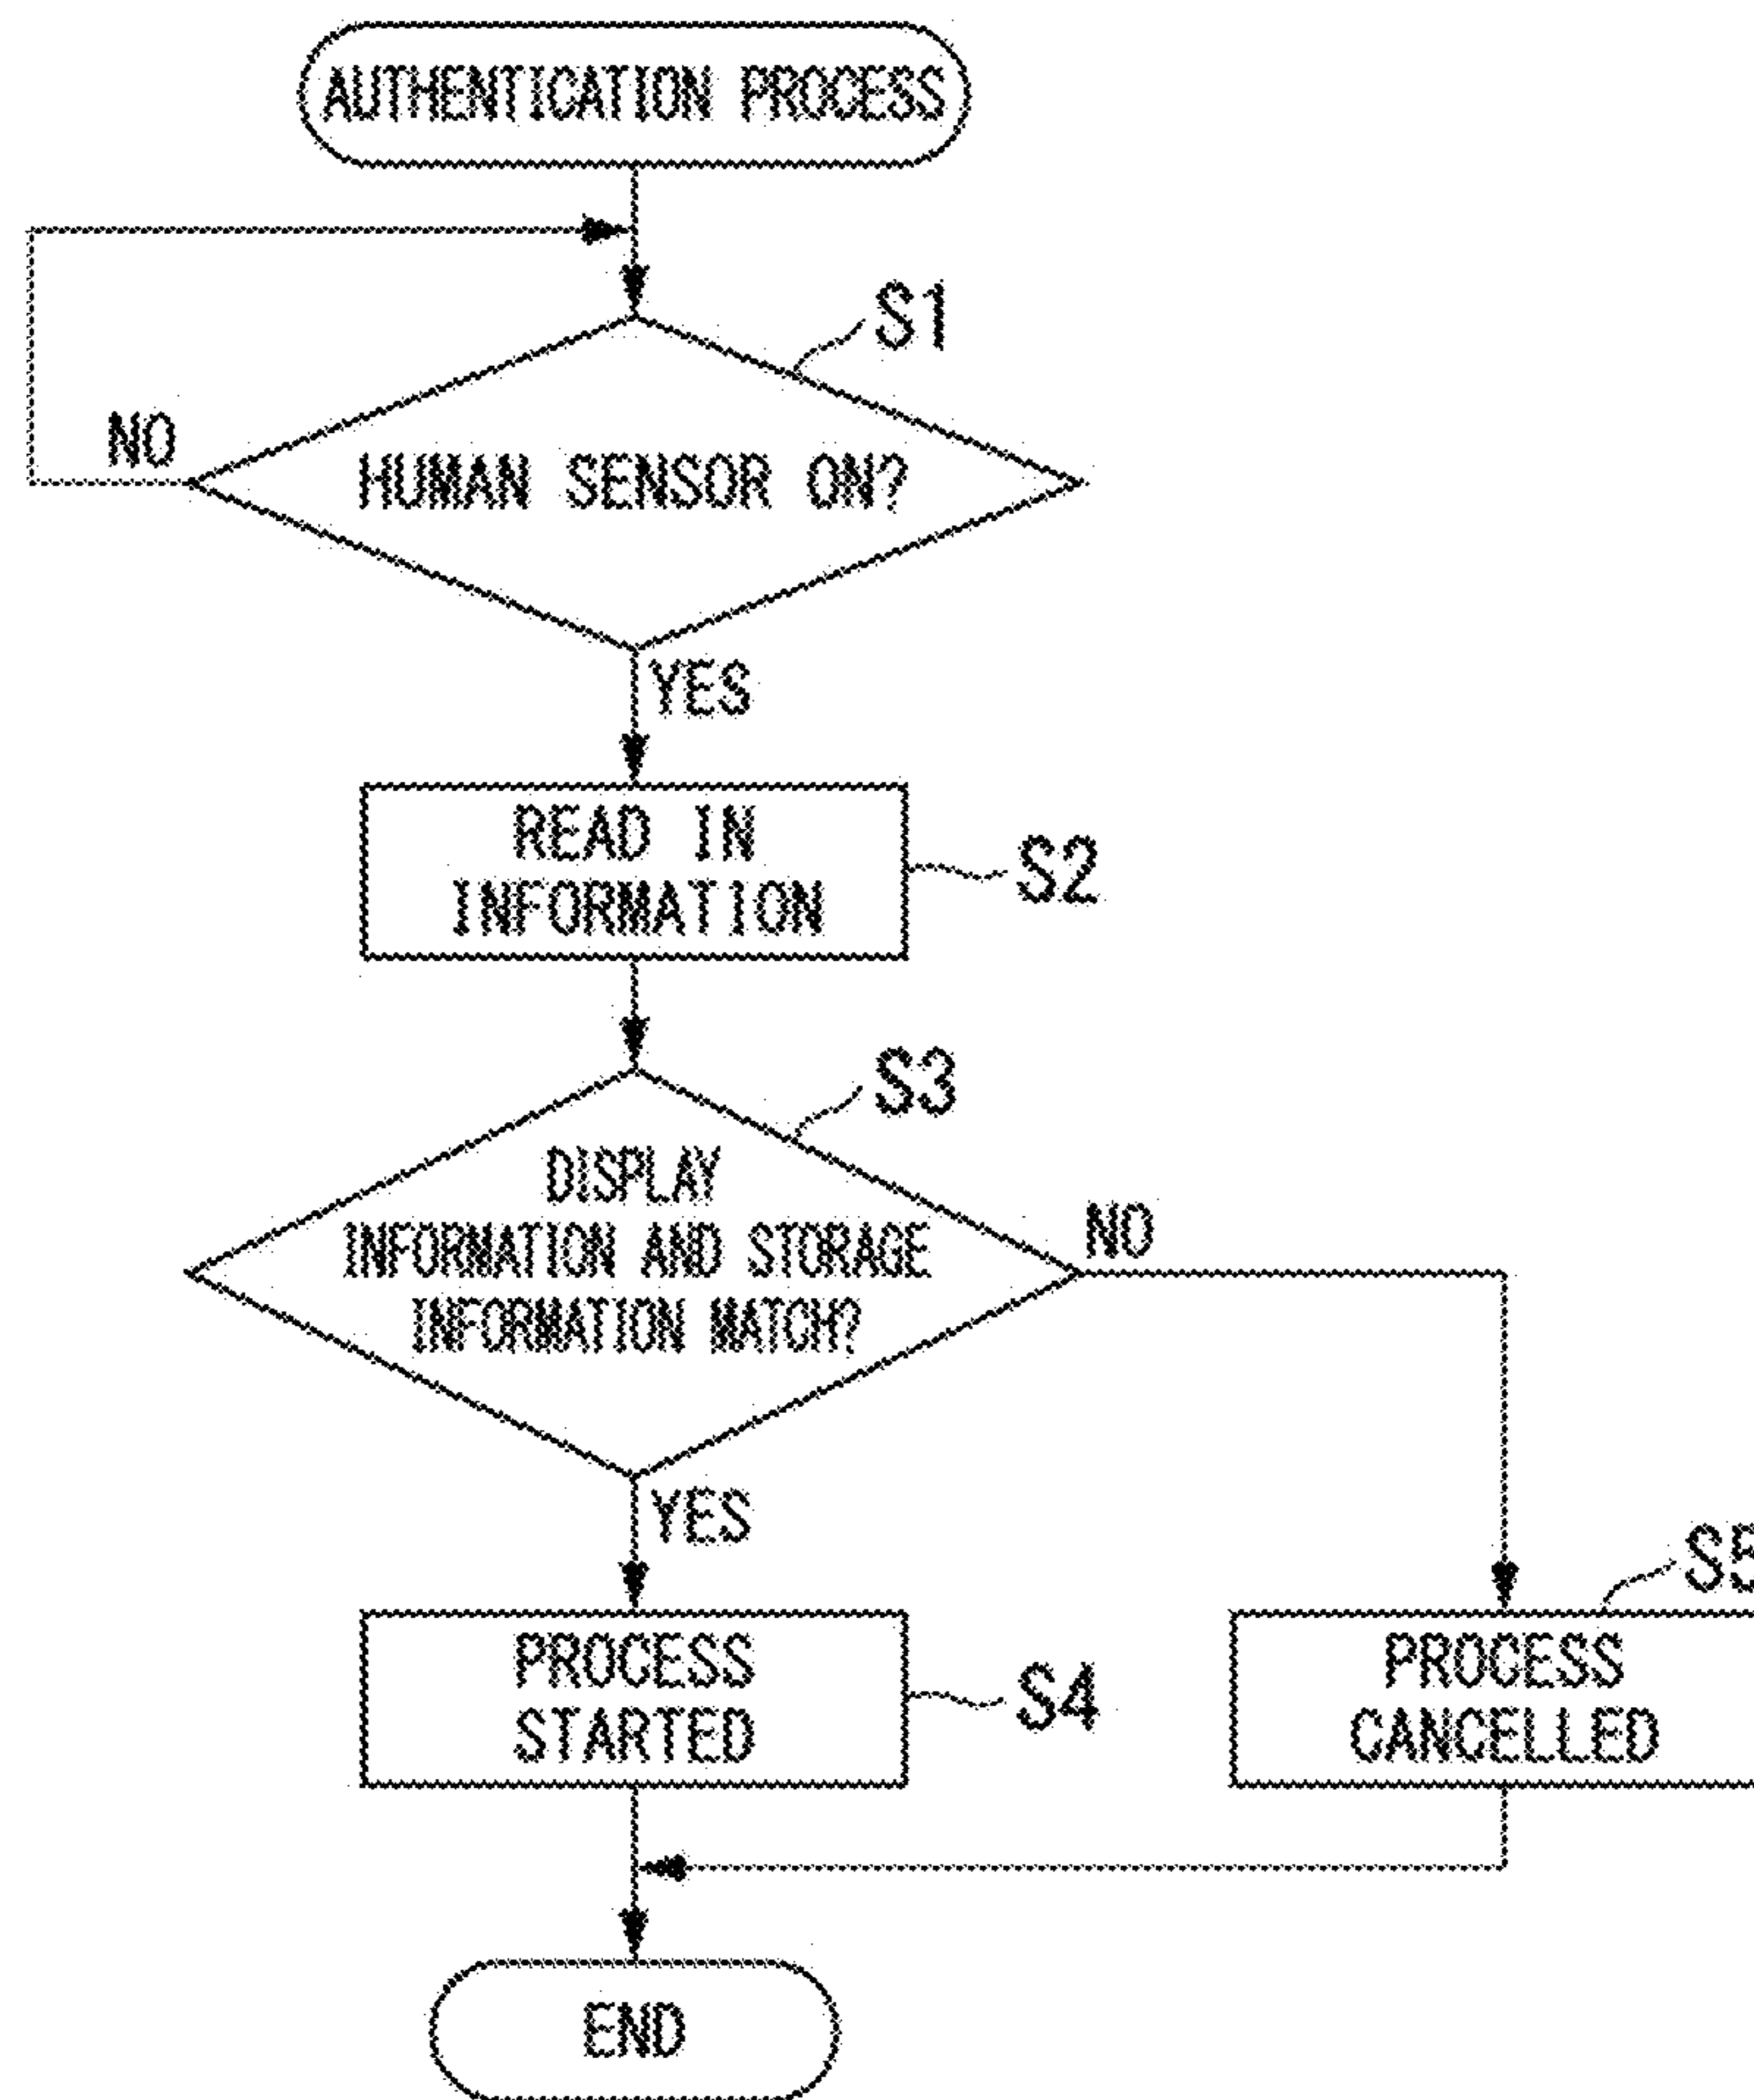 AUTHENTICATION PROCESS
S1
NO
HUMAN SENSOR ON?
YES
READ IN
INFORMATION
S2
S3
DISPLAY
INFORMATION AND STORAGE
INFORMATION MATCH?
NO
YES
S5
PROCESS
STARTED
S4
PROCESS
CANCELLED
END